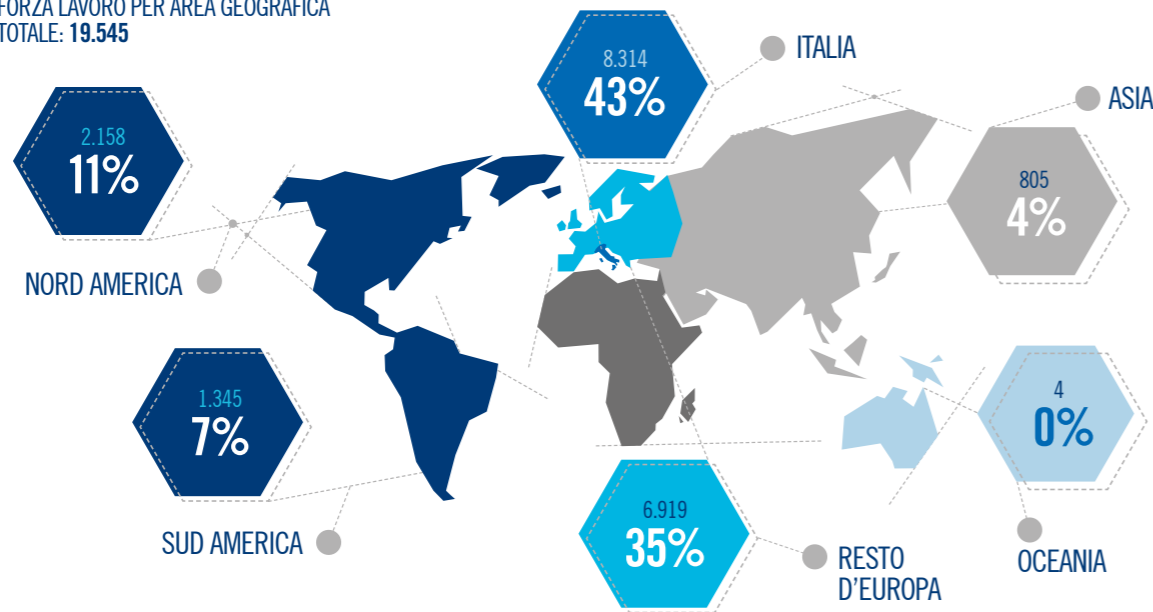 FORZA LAVORO PER AREA GEOGRAFICA
TOTALE: 19.545
8.314
43%
ITALIA
ASIA
805
4%
2.158
11%
NORD AMERICA
1.345
7%
SUD AMERICA
4
0%
OCEANIA
6.919
35%
RESTO
D'EUROPA